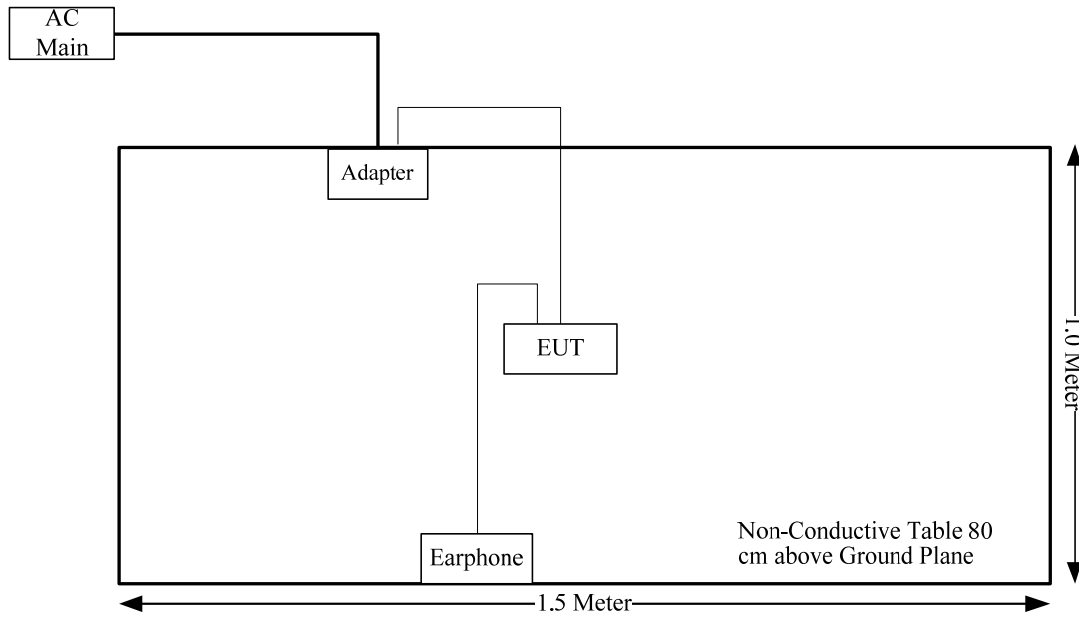 AC
Main
Adapter
EUT
Earphone
Non-Conductive Table 80
cm above Ground Plane
1.0 Meter
1.5 Meter